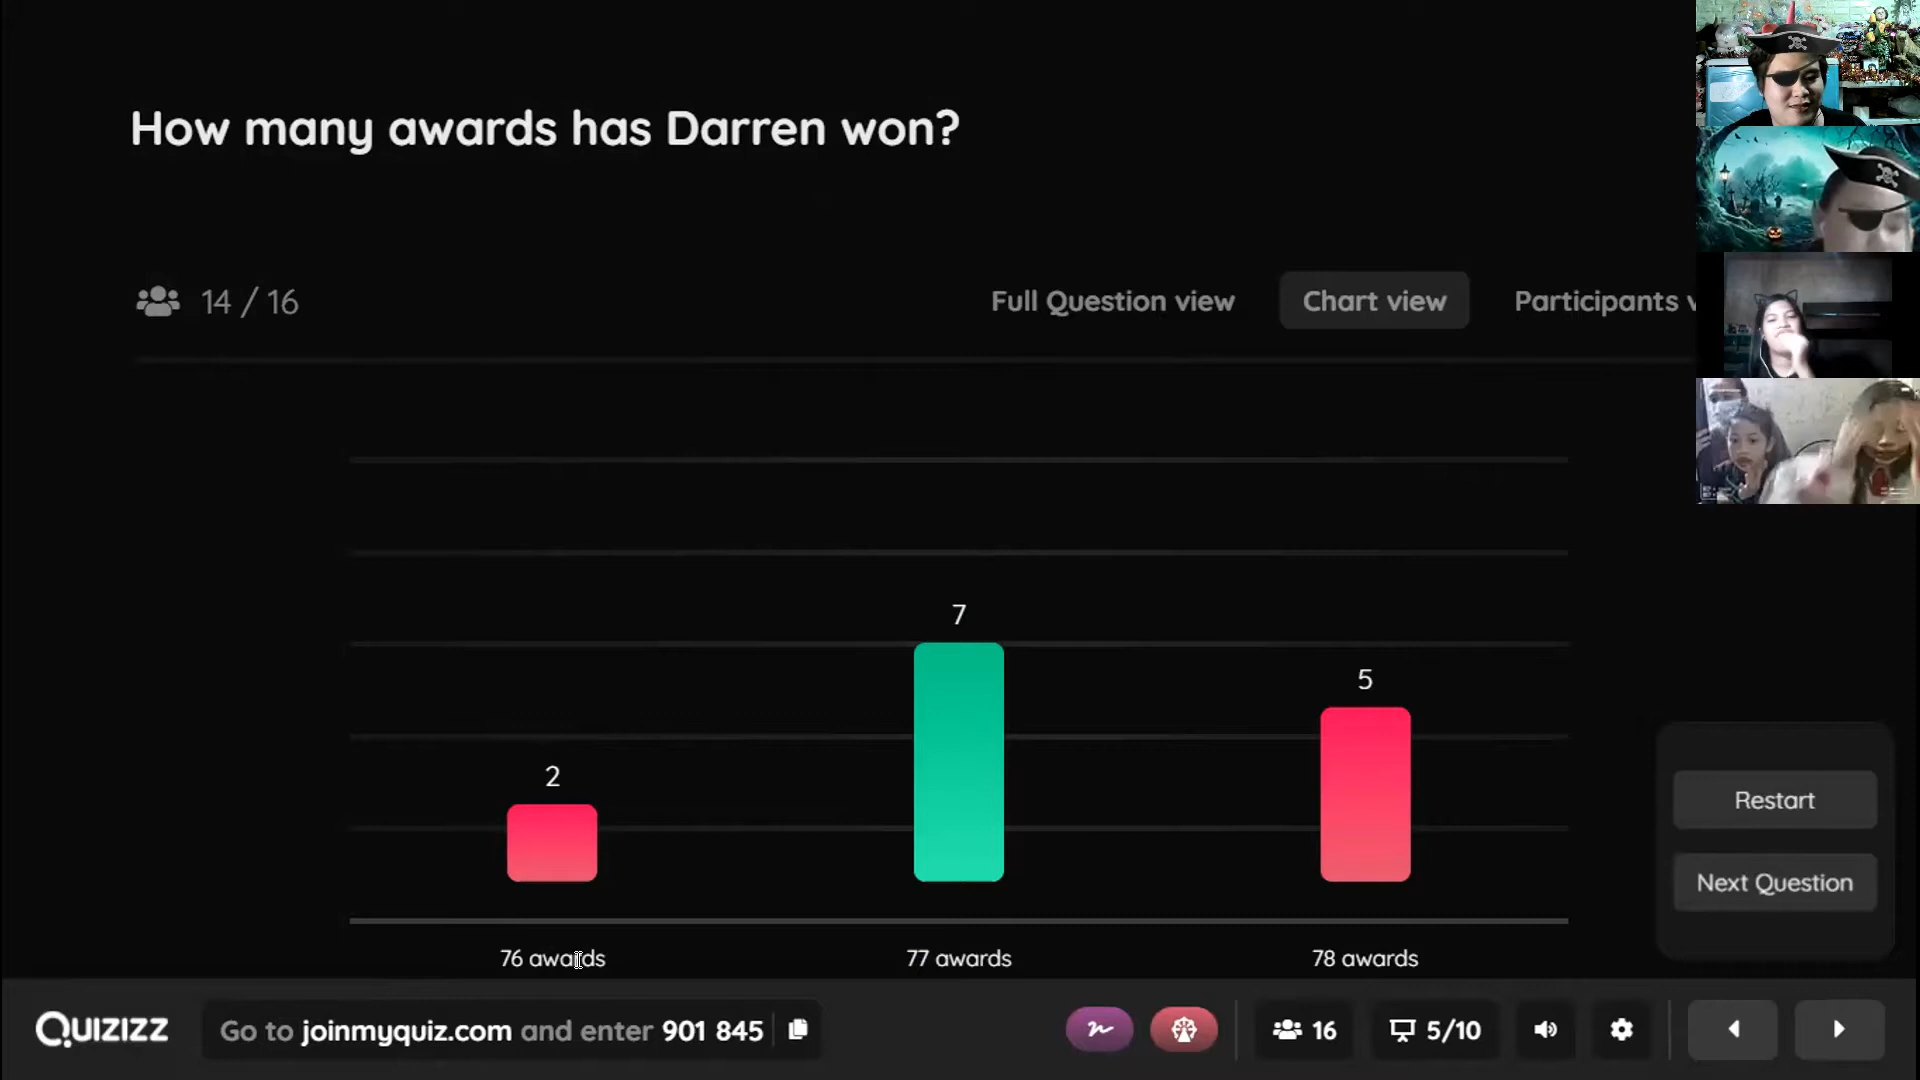 How many awards has Darren won?
14 / 16
Full Question view
Chart view
Participants
7
5
2
76 awards
77 awards
78 awards
Restart
Next Question
QUIZIZZ
Go to joinmyquiz.com and enter 901 845
16
5/10